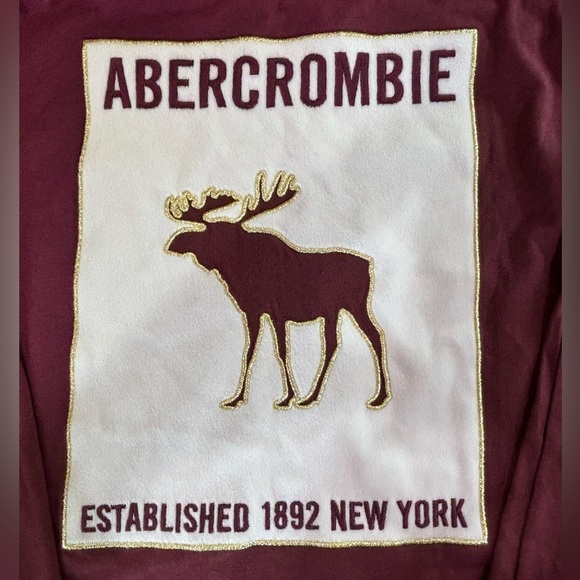 ABERCROMBIE
ESTABLISHED 1892 NEW YORK